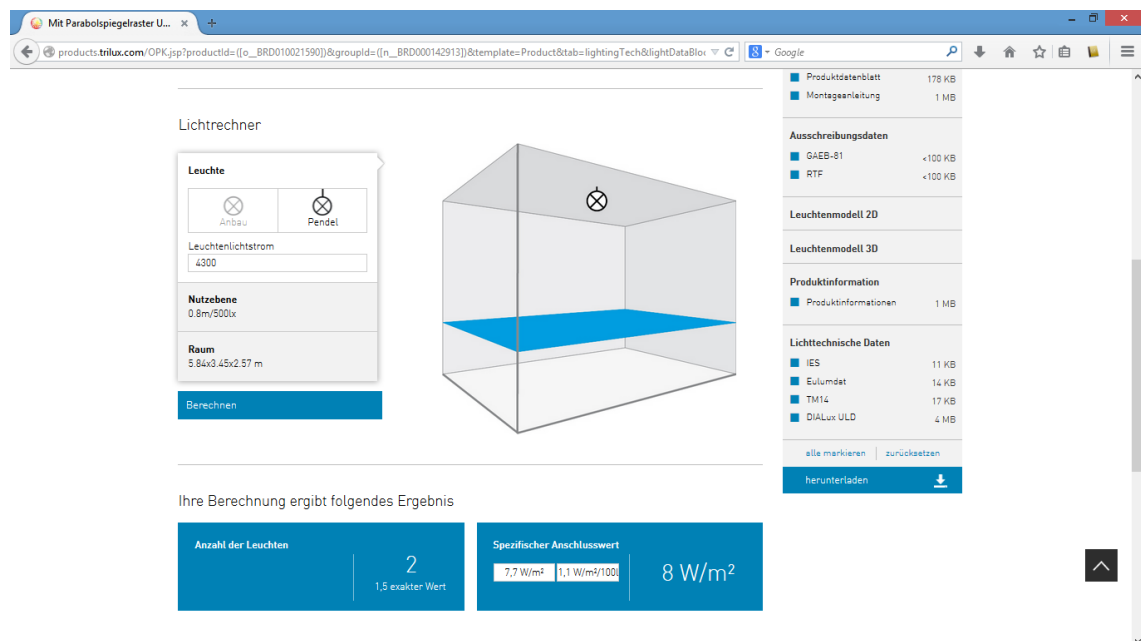 Mit Parabolspiegelraster U...
products.trilux.com/OPK.jsp?productId=([o__BRD010021590])&groupId=([n__BRD000142913])&template=Product&tab=lightingTech&lightDataBloc
Google
Produktdatenblatt 178 KB
Montageanleitung 1 MB
Ausschreibungsdaten
GAEB-81 <100 KB
RTF <100 KB
Leuchtenmodell 2D
Leuchtenmodell 3D
Produktinformation
Produktinformationen 1 MB
Lichttechnische Daten
IES 11 KB
Eulumdat 14 KB
TM14 17 KB
DIALux ULD 4 MB
alle markieren zurücksetzen
herunterladen
Lichtrechner
Leuchte
Anbau Pendel
Leuchtenlichtstrom
4300
Nutzebene
0.8m/500lx
Raum
5.84x3.45x2.57 m
Berechnen
Ihre Berechnung ergibt folgendes Ergebnis
Anzahl der Leuchten
2
1,5 exakter Wert
Spezifischer Anschlusswert
7,7 W/m² 1,1 W/m²/100l
8 W/m²